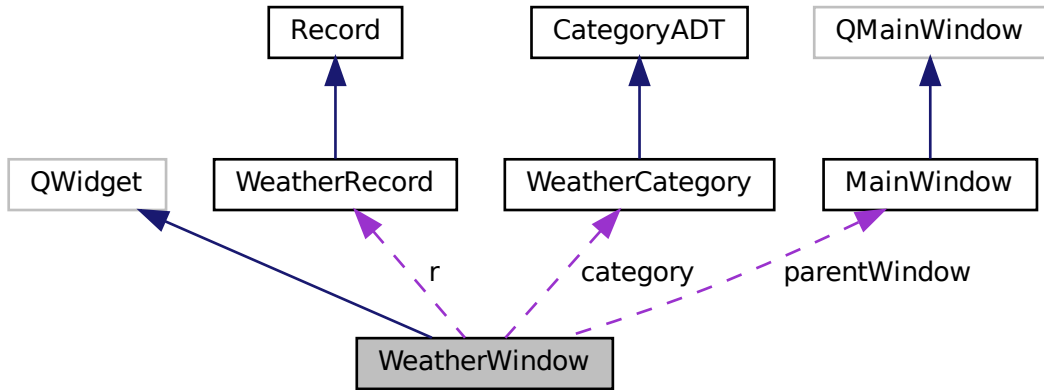 Record
CategoryADT
QMainWindow
QWidget
WeatherRecord
WeatherCategory
MainWindow
r
category
parentWindow
WeatherWindow